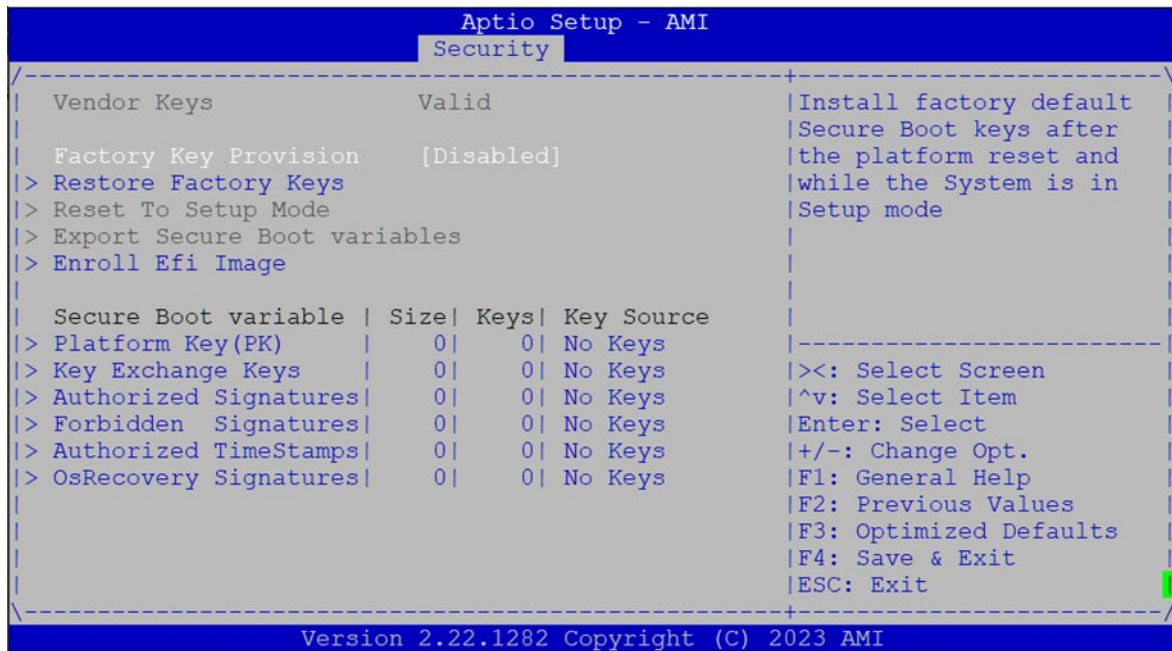 Aptio Setup - AMI
Security
Vendor Keys Valid
Factory Key Provision [Disabled]
> Restore Factory Keys
> Reset To Setup Mode
> Export Secure Boot variables
> Enroll Efi Image
Secure Boot variable | Size| Keys| Key Source
> Platform Key(PK) | 0| 0| No Keys
> Key Exchange Keys | 0| 0| No Keys
> Authorized Signatures| 0| 0| No Keys
> Forbidden Signatures| 0| 0| No Keys
> Authorized TimeStamps| 0| 0| No Keys
> OsRecovery Signatures| 0| 0| No Keys
Install factory default
Secure Boot keys after
the platform reset and
while the System is in
Setup mode
><: Select Screen
^v: Select Item
Enter: Select
+/-: Change Opt.
F1: General Help
F2: Previous Values
F3: Optimized Defaults
F4: Save & Exit
ESC: Exit
Version 2.22.1282 Copyright (C) 2023 AMI